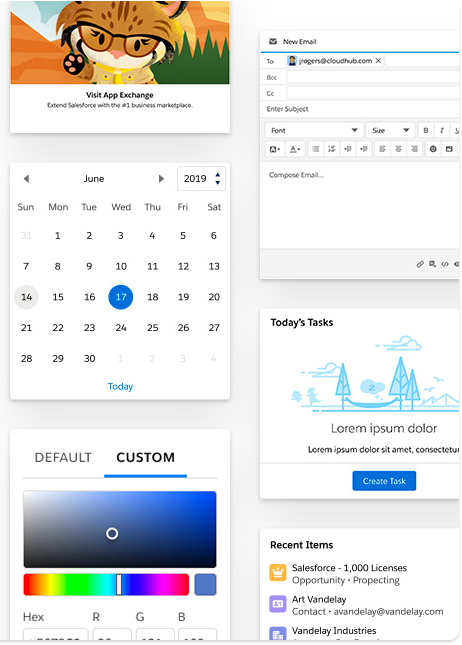 Visit App Exchange
Extend Salesforce with the #1 business marketplace.
June 2019
Sun Mon Tue Wed Thu Fri Sat
31 1 2 3 4 5 6
7 8 9 10 11 12 13
14 15 16 17 18 19 20
21 22 23 24 25 26 27
28 29 30 1 2 3 4
Today
DEFAULT CUSTOM
Hex R G B
New Email
To jrogers@cloudhub.com
Bcc
Cc
Enter Subject
Font Size B I
Compose Email...
Today's Tasks
z
Lorem ipsum dolor
Lorem ipsum dolor sit amet, consectetu
Create Task
Recent Items
Salesforce - 1,000 Licenses
Opportunity • Propecting
Art Vandelay
Contact • avandelay@vandelay.com
Vandelay Industries